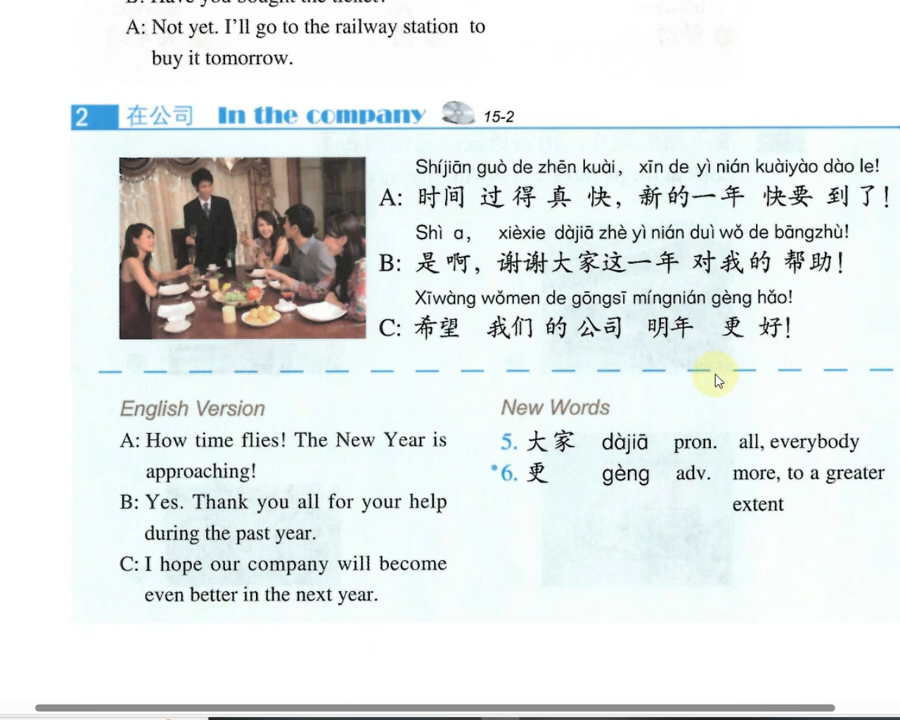 A: Not yet. I'll go to the railway station to
buy it tomorrow.
2 在公司 In the company 15-2
Shíjiān guò de zhēn kuài, xīn de yì nián kuàiyào dào le!
A: 时间 过 得 真 快，新 的 一 年 快要 到 了！
Shì a, xièxie dàjiā zhè yì nián duì wǒ de bāngzhù!
B: 是 啊，谢谢 大家 这 一 年 对 我 的 帮助！
Xīwàng wǒmen de gōngsī míngnián gèng hǎo!
C: 希望 我们 的 公司 明年 更 好！
English Version
A: How time flies! The New Year is
approaching!
B: Yes. Thank you all for your help
during the past year.
C: I hope our company will become
even better in the next year.
New Words
5. 大家 dàjiā pron. all, everybody
*6. 更 gèng adv. more, to a greater
extent